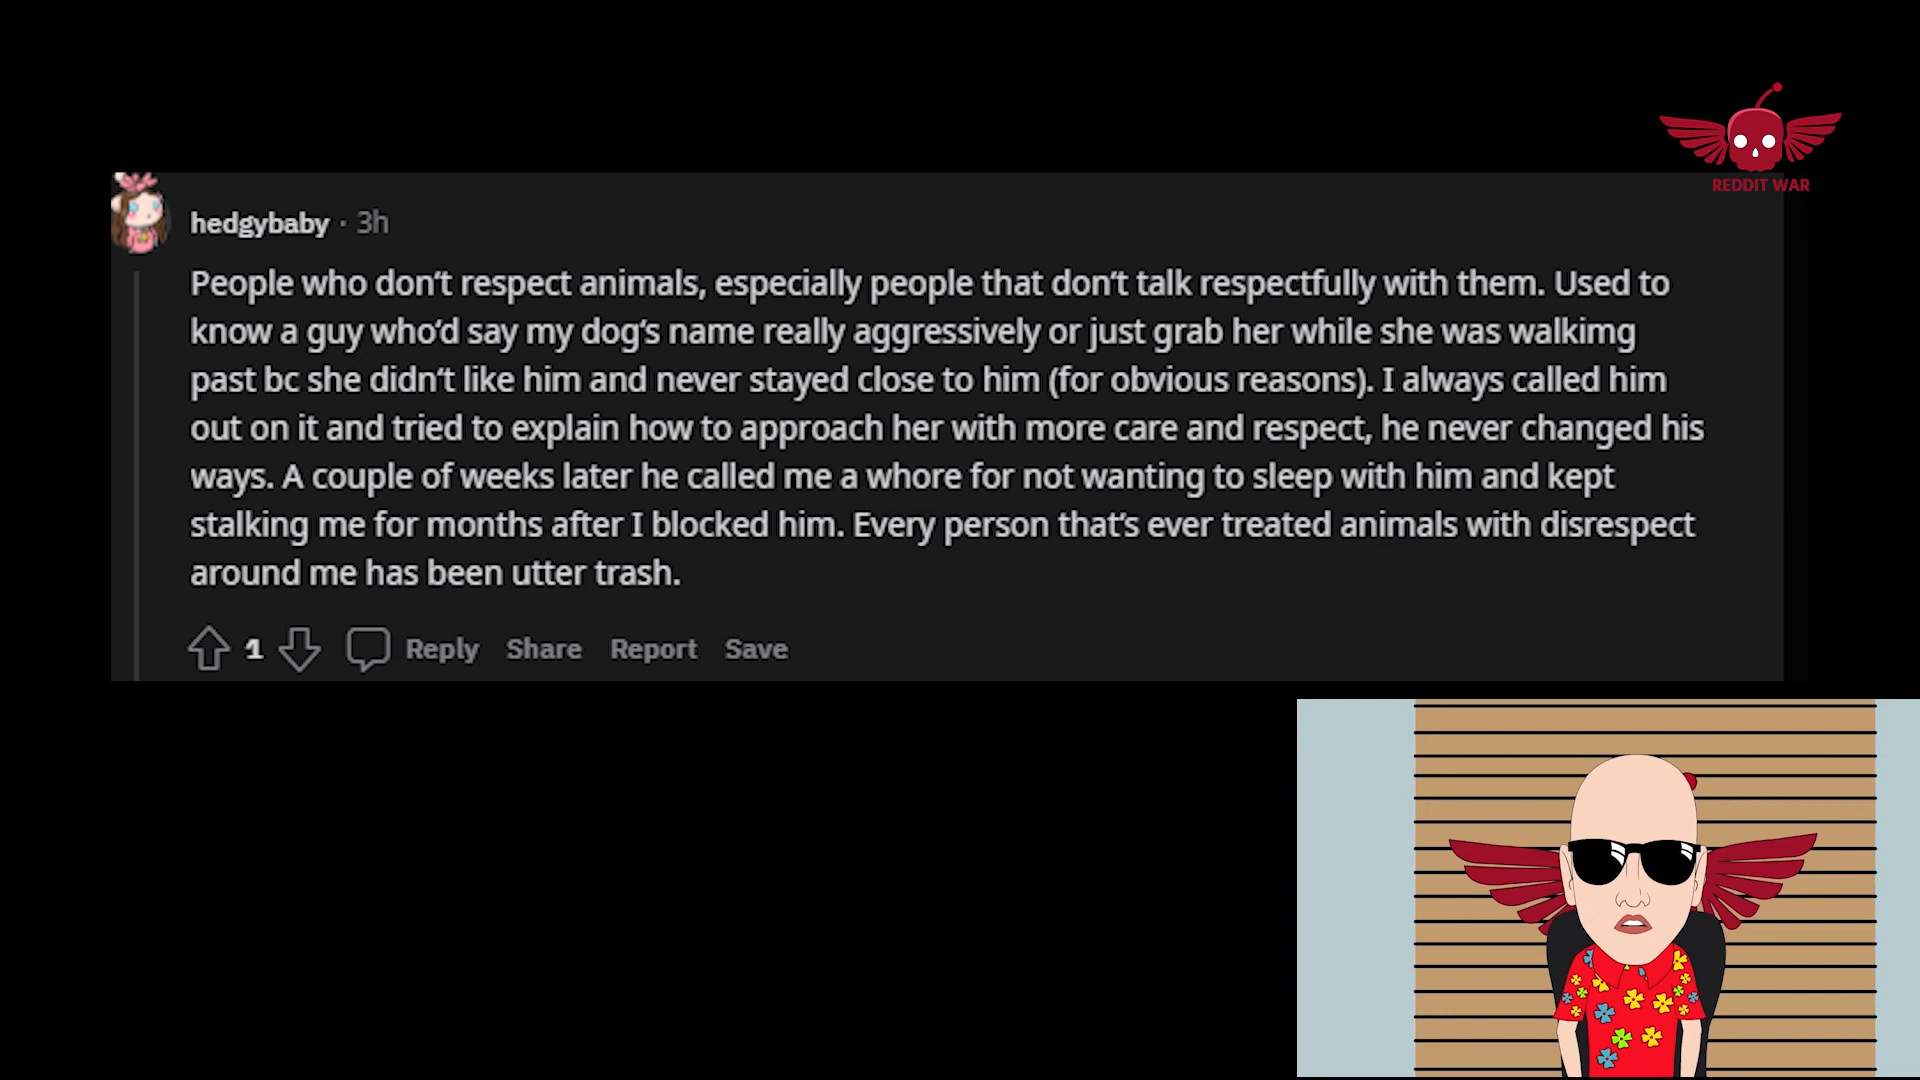 REDDIT WAR
hedgybaby · 3h
People who don't respect animals, especially people that don't talk respectfully with them. Used to
know a guy who'd say my dog's name really aggressively or just grab her while she was walkimg
past bc she didn't like him and never stayed close to him (for obvious reasons). I always called him
out on it and tried to explain how to approach her with more care and respect, he never changed his
ways. A couple of weeks later he called me a whore for not wanting to sleep with him and kept
stalking me for months after I blocked him. Every person that's ever treated animals with disrespect
around me has been utter trash.
1 Reply Share Report Save